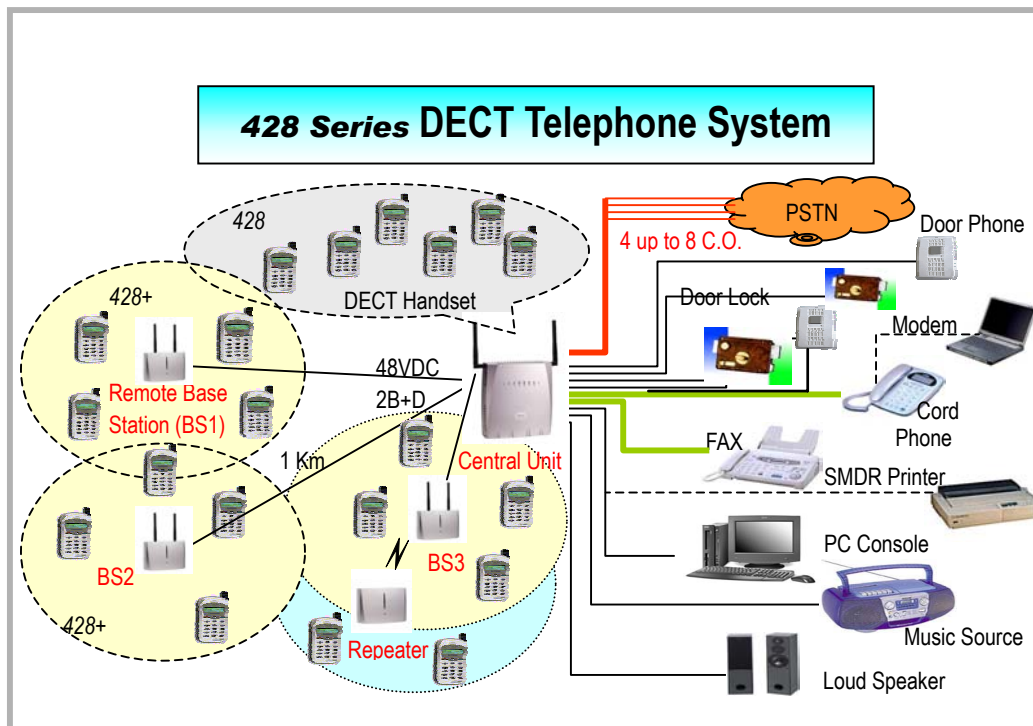 428 Series DECT Telephone System
428
DECT Handset
PSTN
4 up to 8 C.O.
Door Phone
Door Lock
Modem
428+
Remote Base
Station (BS1)
48VDC
2B+D
1 Km
Central Unit
Cord
Phone
FAX
SMDR Printer
BS2
BS3
428+
Repeater
PC Console
Music Source
Loud Speaker